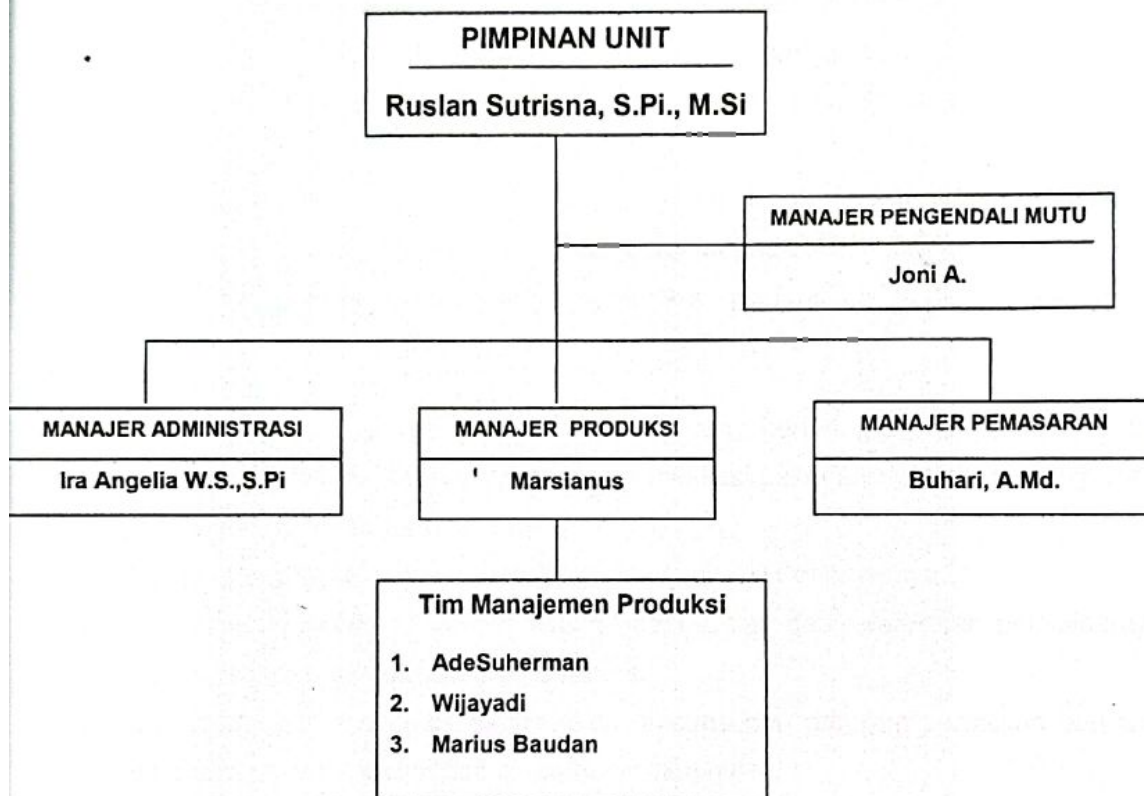 PIMPINAN UNIT
Ruslan Sutrisna, S.Pi., M.Si
MANAJER PENGENDALI MUTU
Joni A.
MANAJER ADMINISTRASI
Ira Angelia W.S.,S.Pi
MANAJER PRODUKSI
Marsianus
MANAJER PEMASARAN
Buhari, A.Md.
Tim Manajemen Produksi
1. AdeSuherman
2. Wijayadi
3. Marius Baudan